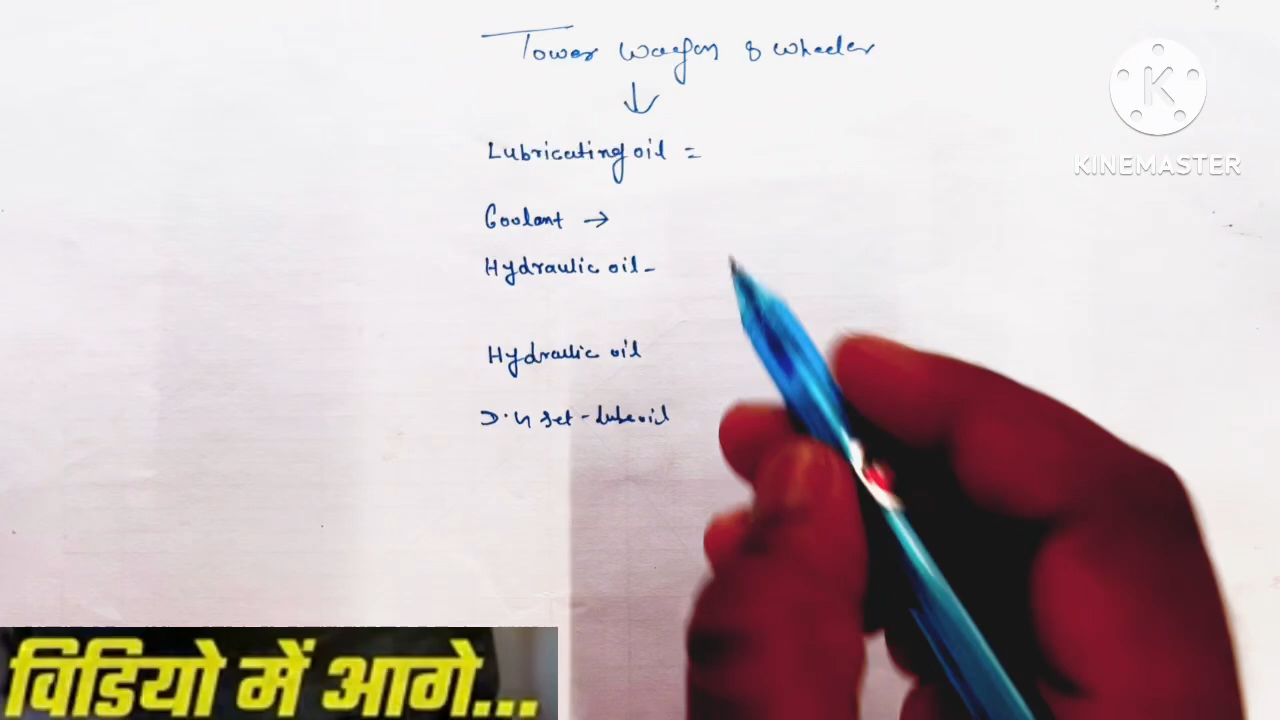 Tower wagon 8 wheeler
Lubricating oil =
Coolant →
Hydraulic oil -
Hydraulic oil
D.G set - Lube oil
K
KINEMASTER
विडियो में आगे...